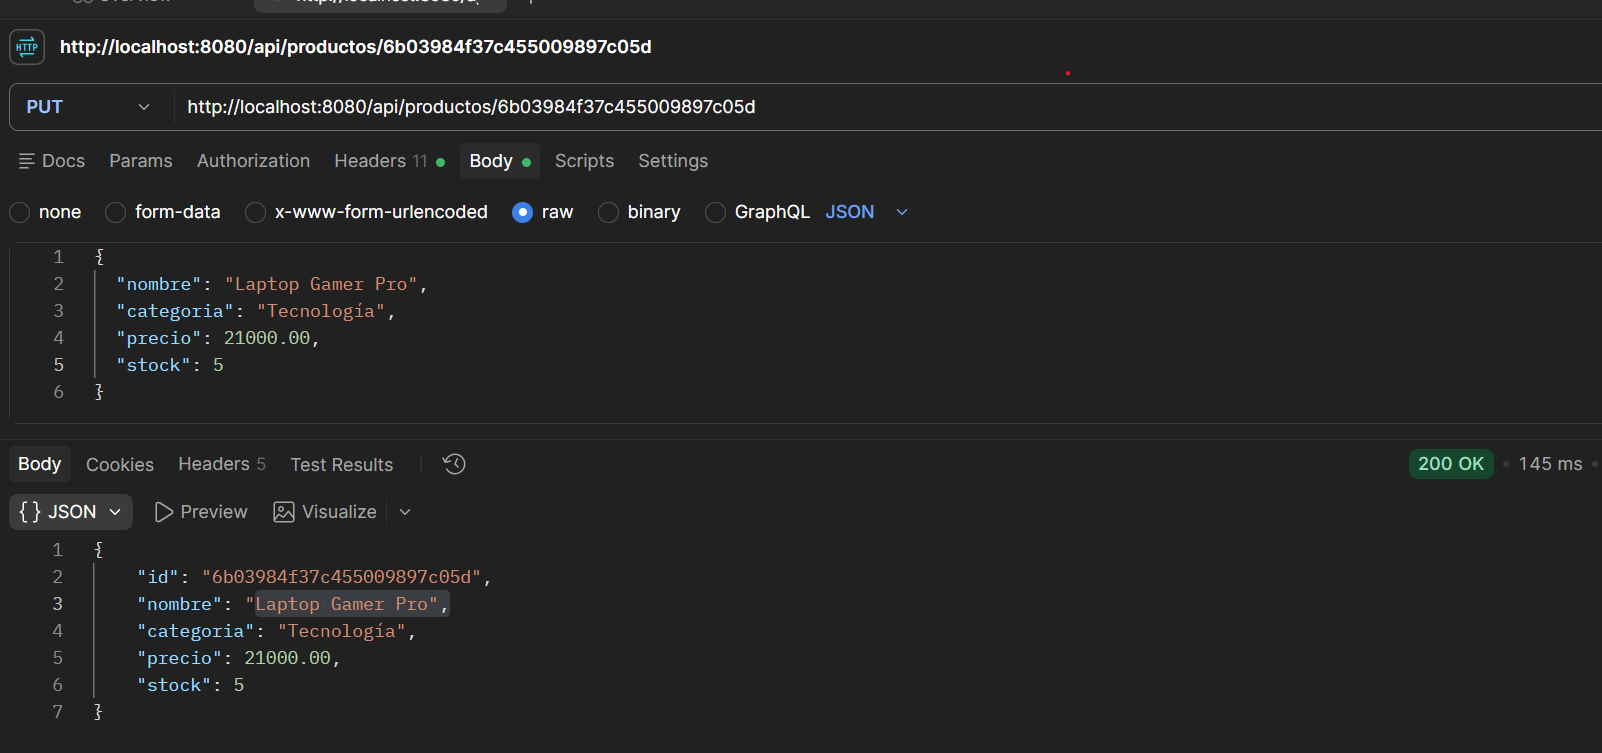 HTTP http://localhost:8080/api/productos/6b03984f37c455009897c05d
PUT http://localhost:8080/api/productos/6b03984f37c455009897c05d
Docs Params Authorization Headers 11 Body Scripts Settings
none form-data x-www-form-urlencoded raw binary GraphQL JSON
1 {
2 "nombre": "Laptop Gamer Pro",
3 "categoria": "Tecnología",
4 "precio": 21000.00,
5 "stock": 5
6 }
Body Cookies Headers 5 Test Results 200 OK • 145 ms •
{} JSON Preview Visualize
1 {
2 "id": "6b03984f37c455009897c05d",
3 "nombre": "Laptop Gamer Pro",
4 "categoria": "Tecnología",
5 "precio": 21000.00,
6 "stock": 5
7 }